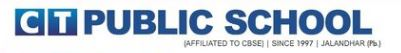 CT PUBLIC SCHOOL
(AFFILIATED TO CBSE) | SINCE 1997 | JALANDHAR (Pb.)